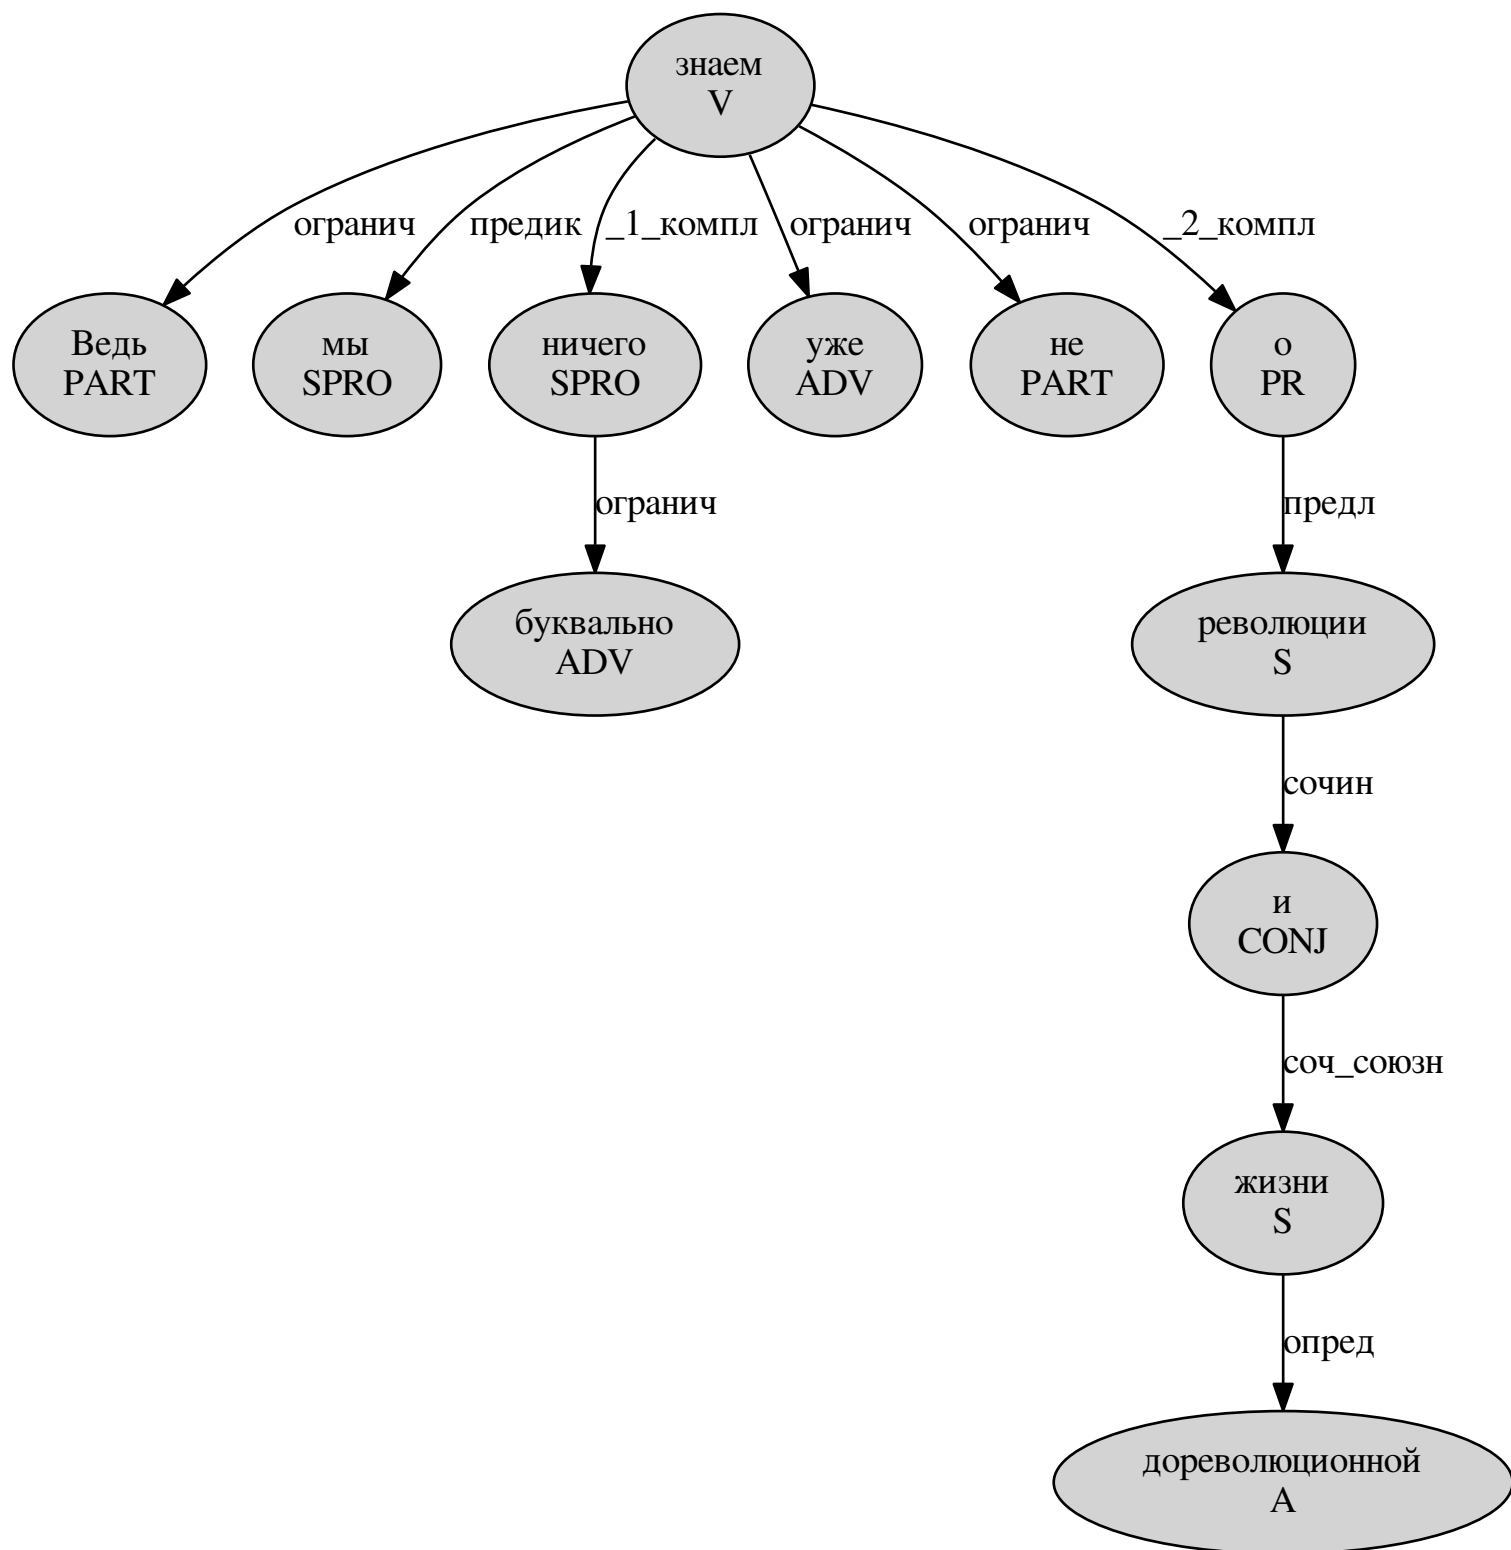 знаем
V
огранич
предик
_1_компл
огранич
огранич
_2_компл
Ведь
PART
мы
SPRO
ничего
SPRO
уже
ADV
не
PART
о
PR
огранич
предл
буквально
ADV
революции
S
сочин
и
CONJ
соч_союзн
жизни
S
опред
дореволюционной
A